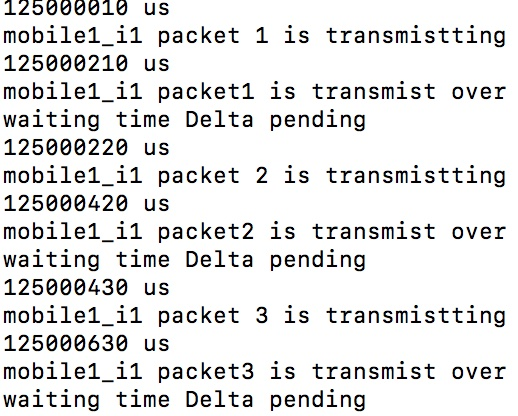 125000010 us
mobile1_i1 packet 1 is transmistting
125000210 us
mobile1_i1 packet1 is transmist over
waiting time Delta pending
125000220 us
mobile1_i1 packet 2 is transmistting
125000420 us
mobile1_i1 packet2 is transmist over
waiting time Delta pending
125000430 us
mobile1_i1 packet 3 is transmistting
125000630 us
mobile1_i1 packet3 is transmist over
waiting time Delta pending